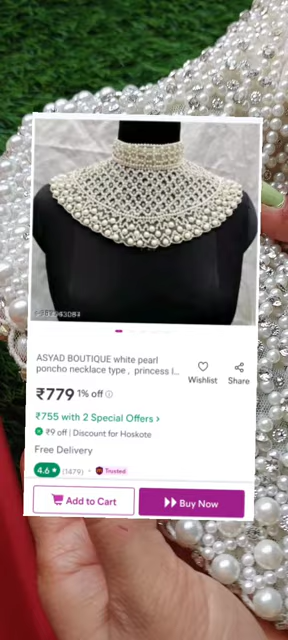 ASYAD BOUTIQUE white pearl
poncho necklace type , princess i...
Wishlist
Share
₹779 1% off
₹755 with 2 Special Offers >
₹9 off | Discount for Hoskote
Free Delivery
4.6 ★ (1479) • Trusted
Add to Cart
Buy Now